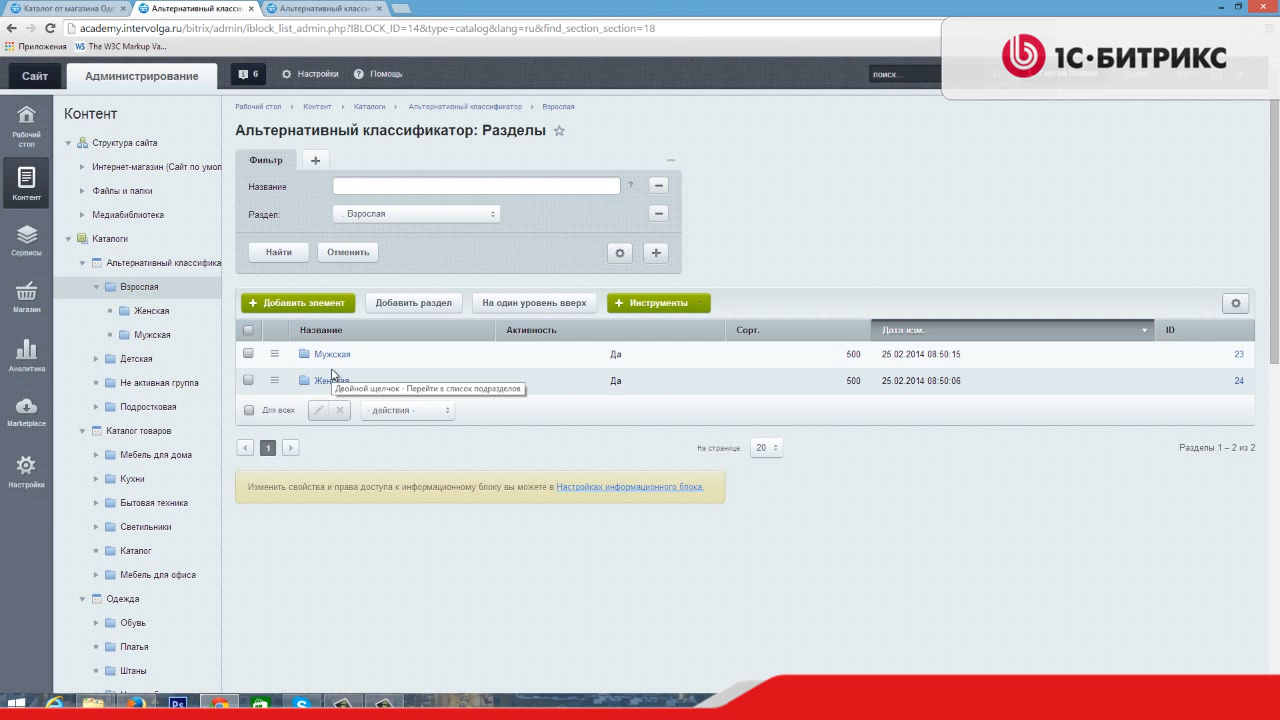 Каталог от магазина Оде
Альтернативный классиф
Альтернативный классиф
academy.intervolga.ru/bitrix/admin/iblock_list_admin.php?IBLOCK_ID=14&type=catalog&lang=ru&find_section_section=18
Приложения W3 The W3C Markup Va...
1С·БИТРИКС
Сайт Администрирование 6 Настройки Помощь поиск...
Рабочий стол
Контент
Сервисы
Магазин
Аналитика
Marketplace
Настройки
Контент
Структура сайта
Интернет-магазин (Сайт по умол
Файлы и папки
Медиабиблиотека
Каталоги
Альтернативный классифика
Взрослая
Женская
Мужская
Детская
Не активная группа
Подростковая
Каталог товаров
Мебель для дома
Кухни
Бытовая техника
Светильники
Каталог
Мебель для офиса
Одежда
Обувь
Платья
Штаны
Рабочий стол Контент Каталоги Альтернативный классификатор Взрослая
Альтернативный классификатор: Разделы
Фильтр +
Название ?
Раздел: . Взрослая
Найти Отменить
+ Добавить элемент Добавить раздел На один уровень вверх + Инструменты
Название Активность Сорт. Дата изм. ID
Мужская Да 500 25.02.2014 08:50:15 23
Да 500 25.02.2014 08:50:06 24
Двойной щелчок - Перейти в список подразделов
Для всех - действия -
1 На странице: 20 Разделы 1 – 2 из 2
Изменить свойства и права доступа к информационному блоку вы можете в Настройках информационного блока.
Ps